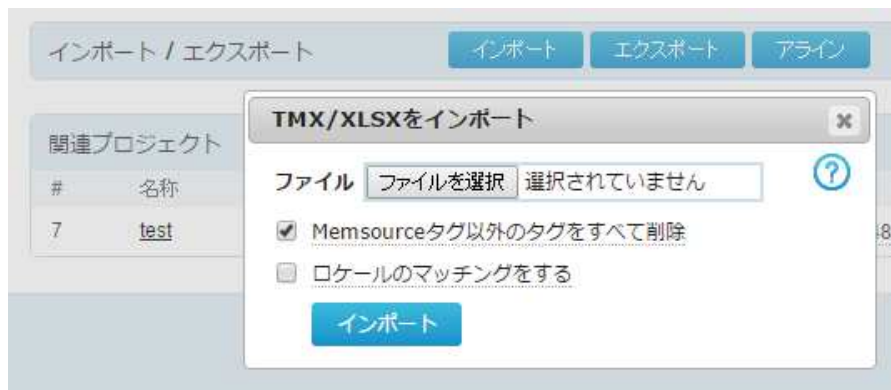 インポート / エクスポート インポート エクスポート アライン
TMX/XLSXをインポート ×
関連プロジェクト
ファイル ファイルを選択 選択されていません ?
# 名称
7 test
Memsourceタグ以外のタグをすべて削除
48
ロケールのマッチングをする
インポート